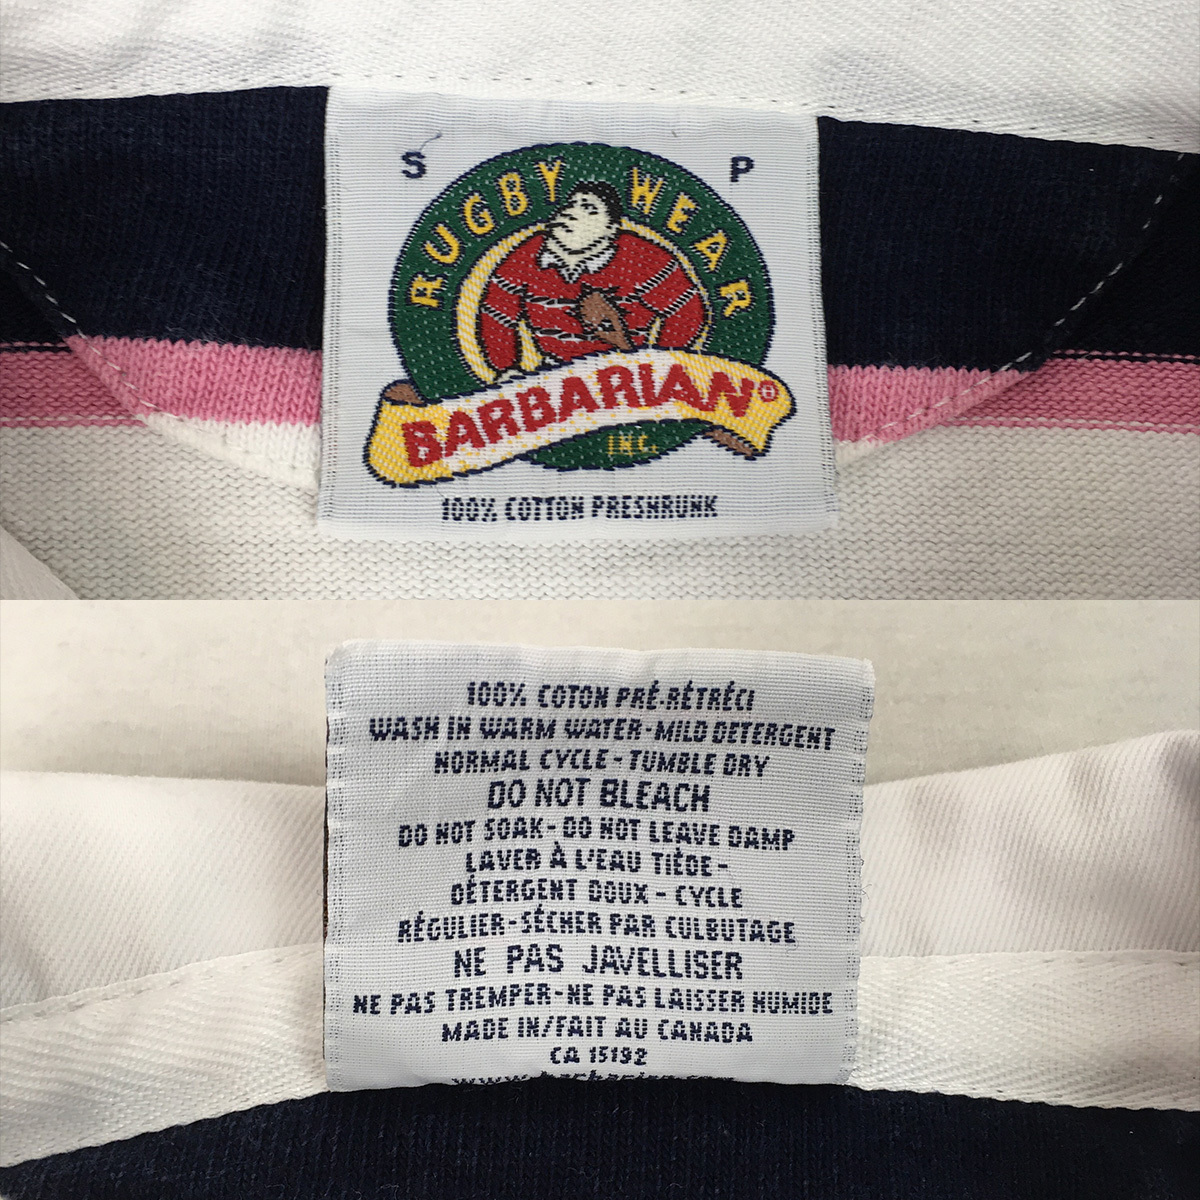 S P
RUGBY WEAR
BARBARIAN®
INC.
100% COTTON PRESHRUNK
100% COTON PRÉ-RÉTRÉCI
WASH IN WARM WATER-MILD DETERGENT
NORMAL CYCLE-TUMBLE DRY
DO NOT BLEACH
DO NOT SOAK-DO NOT LEAVE DAMP
LAVER À L'EAU TIÈDE-
DÉTERGENT DOUX-CYCLE
RÉGULIER-SÉCHER PAR CULBUTAGE
NE PAS JAVELLISER
NE PAS TREMPER-NE PAS LAISSER HUMIDE
MADE IN/FAIT AU CANADA
CA 15192